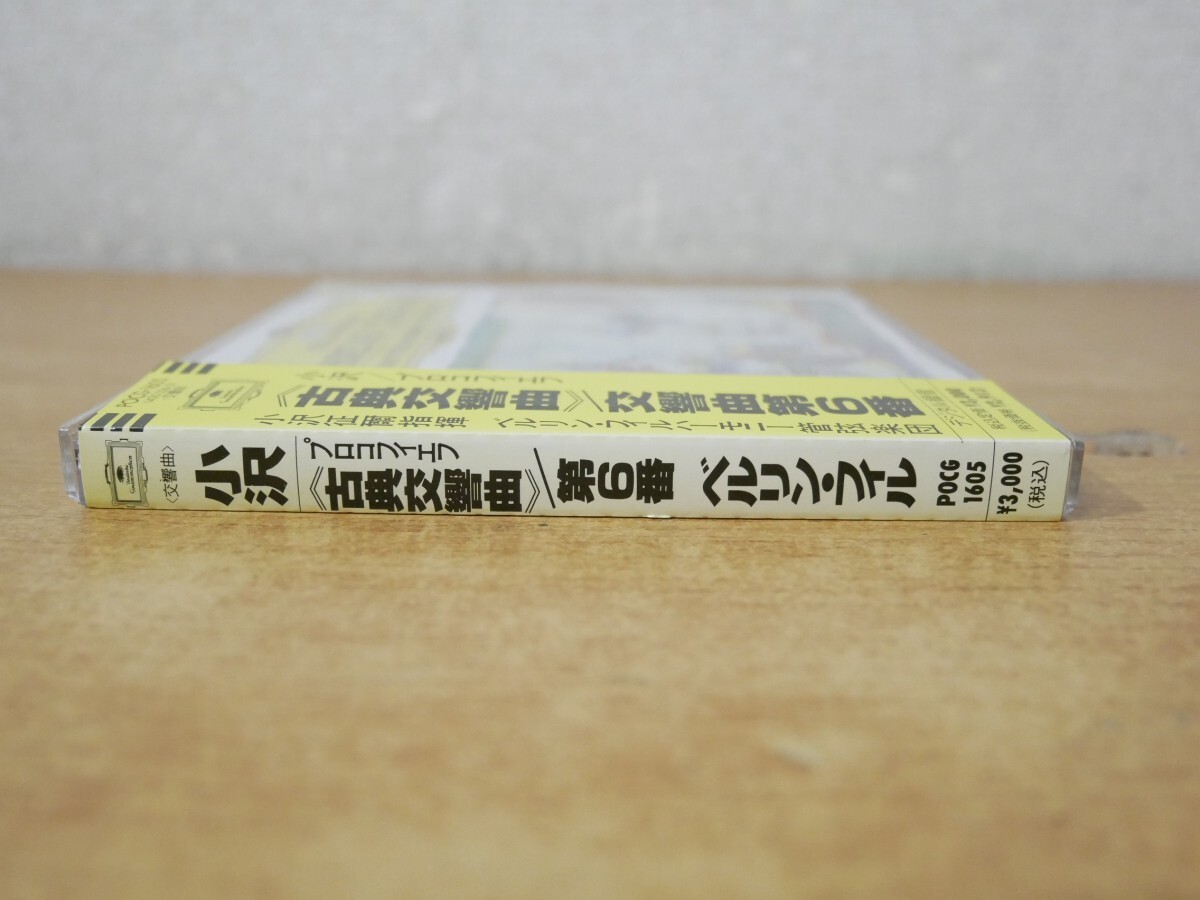 小沢/プロコフィエフ
《古典交響曲》/交響曲第6番
小沢征爾指揮 ベルリン・フィルハーモニー管弦楽団
〈交響曲〉
小沢
プロコフィエフ
《古典交響曲》/第6番
ベルリン・フィル
POCG
1605
¥3,000
(税込)